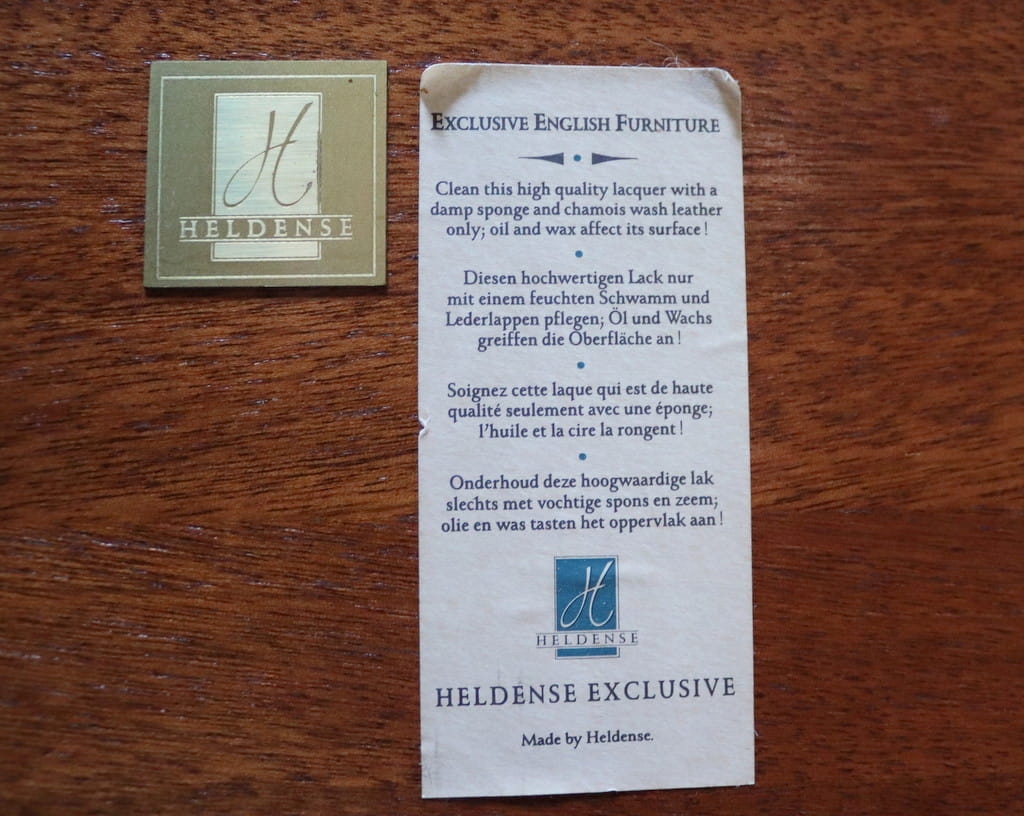 H
HELDENSE
EXCLUSIVE ENGLISH FURNITURE
Clean this high quality lacquer with a
damp sponge and chamois wash leather
only; oil and wax affect its surface !
Diesen hochwertigen Lack nur
mit einem feuchten Schwamm und
Lederlappen pflegen; Öl und Wachs
greiffen die Oberfläche an !
Soignez cette laque qui est de haute
qualité seulement avec une éponge;
l'huile et la cire la rongent !
Onderhoud deze hoogwaardige lak
slechts met vochtige spons en zeem;
olie en was tasten het oppervlak aan !
H
HELDENSE
HELDENSE EXCLUSIVE
Made by Heldense.